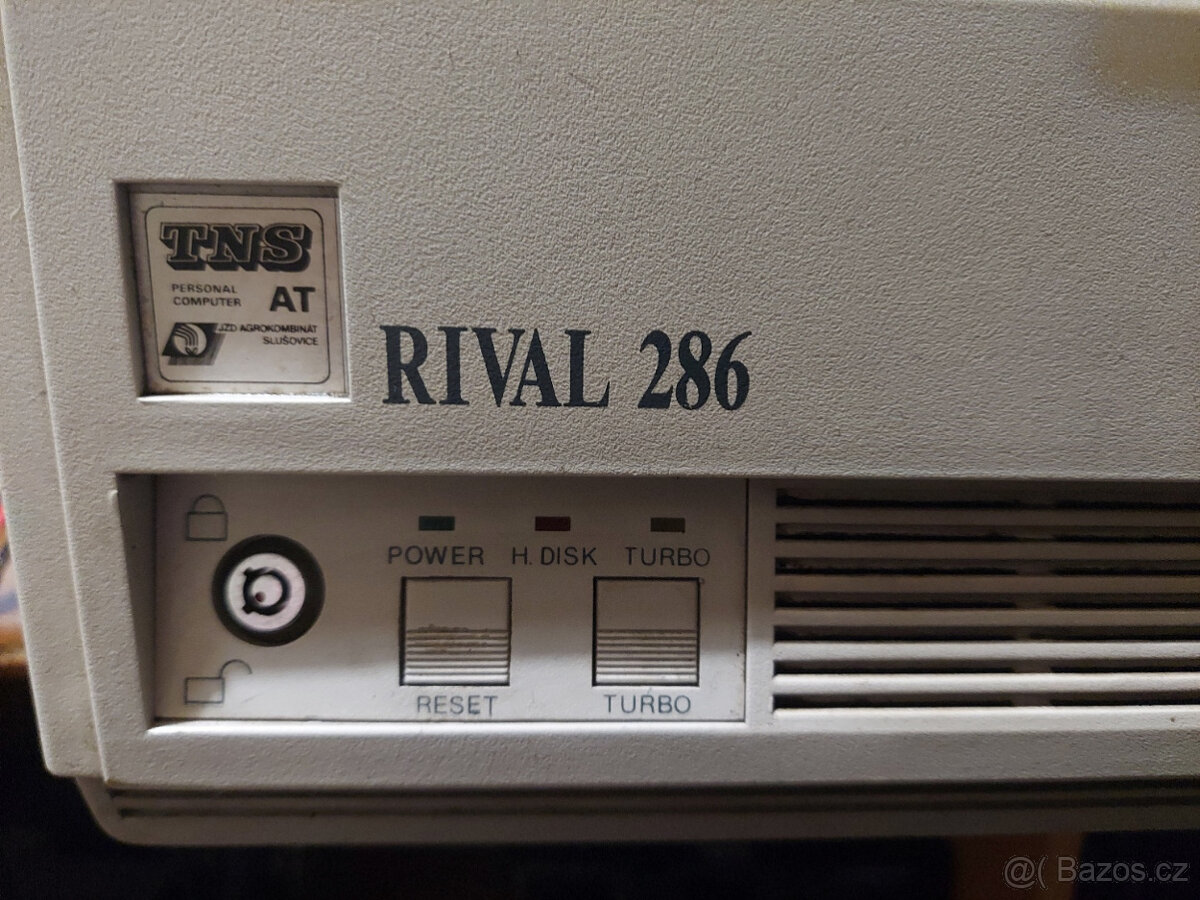 TNS
PERSONAL
COMPUTER AT
JZD AGROKOMBINÁT
SLUŠOVICE
RIVAL 286
POWER H. DISK TURBO
RESET TURBO
@( Bazos.cz